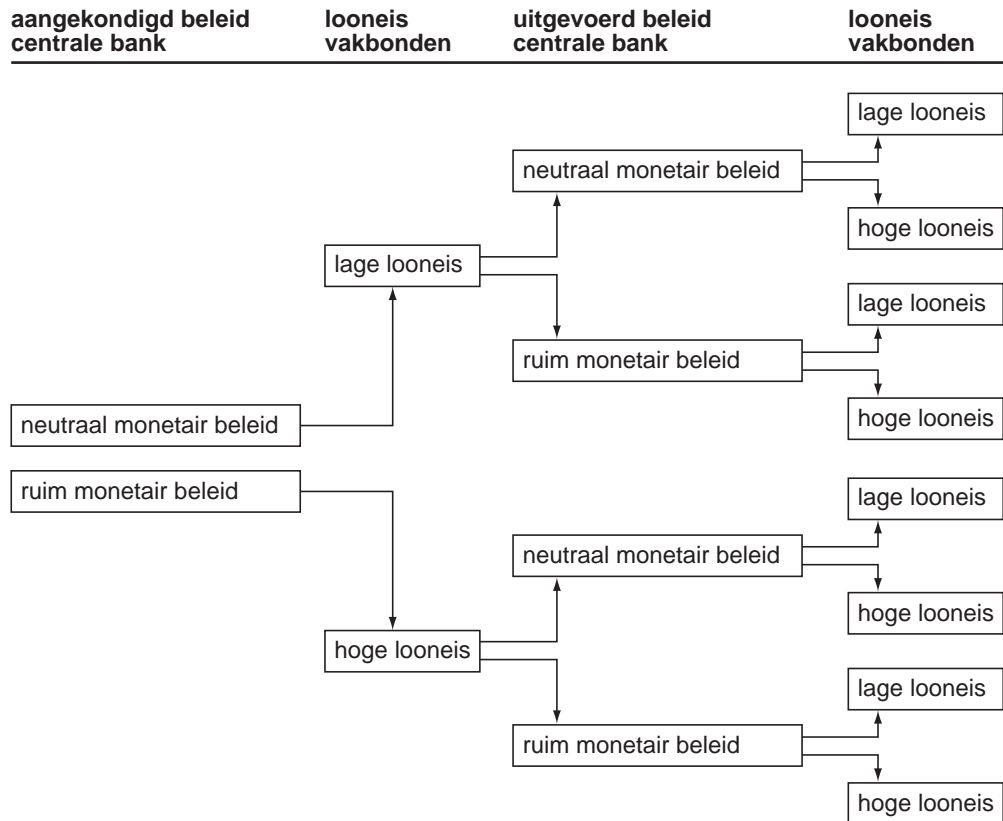 aangekondigd beleid
centrale bank
looneis
vakbonden
uitgevoerd beleid
centrale bank
looneis
vakbonden
lage looneis
neutraal monetair beleid
hoge looneis
lage looneis
lage looneis
ruim monetair beleid
hoge looneis
neutraal monetair beleid
ruim monetair beleid
lage looneis
neutraal monetair beleid
hoge looneis
hoge looneis
lage looneis
ruim monetair beleid
hoge looneis